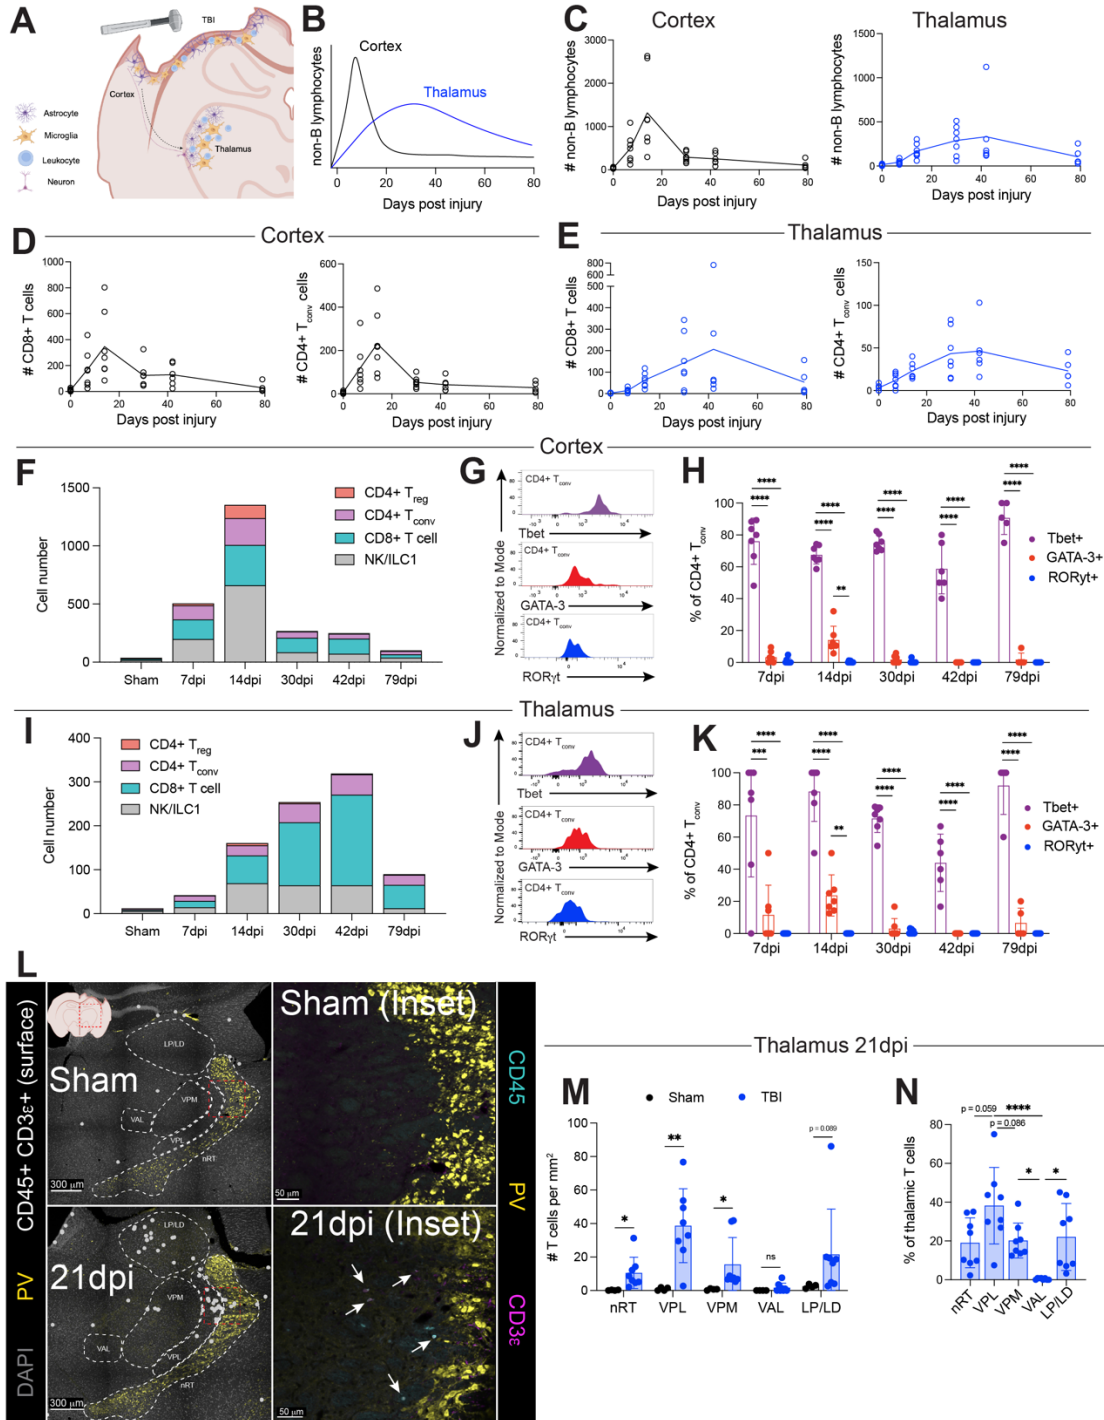 A
TBI
Cortex
Thalamus
Astrocyte
Microglia
Leukocyte
Neuron
B
non-B lymphocytes
Cortex
Thalamus
0 20 40 60 80
Days post injury
C
Cortex
# non-B lymphocytes
3000
2000
1000
0
0 20 40 60 80
Days post injury
Thalamus
# non-B lymphocytes
1500
1000
500
0
0 20 40 60 80
Days post injury
Cortex
D
# CD8+ T cells
1000
800
600
400
200
0
0 20 40 60 80
Days post injury
# CD4+ Tconv cells
600
400
200
0
0 20 40 60 80
Days post injury
Thalamus
E
# CD8+ T cells
800
600
400
300
200
100
0
0 20 40 60 80
Days post injury
# CD4+ Tconv cells
150
100
50
0
0 20 40 60 80
Days post injury
Cortex
F
Cell number
1500
1000
500
0
CD4+ Treg
CD4+ Tconv
CD8+ T cell
NK/ILC1
Sham 7dpi 14dpi 30dpi 42dpi 79dpi
G
Normalized to Mode
CD4+ Tconv
Tbet
CD4+ Tconv
GATA-3
CD4+ Tconv
RORγt
H
% of CD4+ Tconv
100
80
60
40
20
0
**** **** **** **** ** **** **** **** **** **** ****
Tbet+
GATA-3+
RORγt+
7dpi 14dpi 30dpi 42dpi 79dpi
Thalamus
I
Cell number
400
300
200
100
0
CD4+ Treg
CD4+ Tconv
CD8+ T cell
NK/ILC1
Sham 7dpi 14dpi 30dpi 42dpi 79dpi
J
Normalized to Mode
CD4+ Tconv
Tbet
CD4+ Tconv
GATA-3
CD4+ Tconv
RORγt
K
% of CD4+ Tconv
100
80
60
40
20
0
**** *** **** **** ** **** **** **** **** **** ****
Tbet+
GATA-3+
RORγt+
7dpi 14dpi 30dpi 42dpi 79dpi
L
DAPI PV CD45+ CD3ε+ (surface)
Sham
LP/LD
VPM
VAL
VPL
nRT
300 μm
Sham (Inset)
50 μm
21dpi
LP/LD
VPM
VAL
VPL
nRT
300 μm
21dpi (Inset)
50 μm
CD3ε PV CD45
Thalamus 21dpi
M
Sham
TBI
# T cells per mm2
100
80
60
40
20
0
* ** * ns p = 0.089
nRT VPL VPM VAL LP/LD
N
% of thalamic T cells
80
60
40
20
0
p = 0.059 ****
p = 0.086
* *
nRT VPL VPM VAL LP/LD